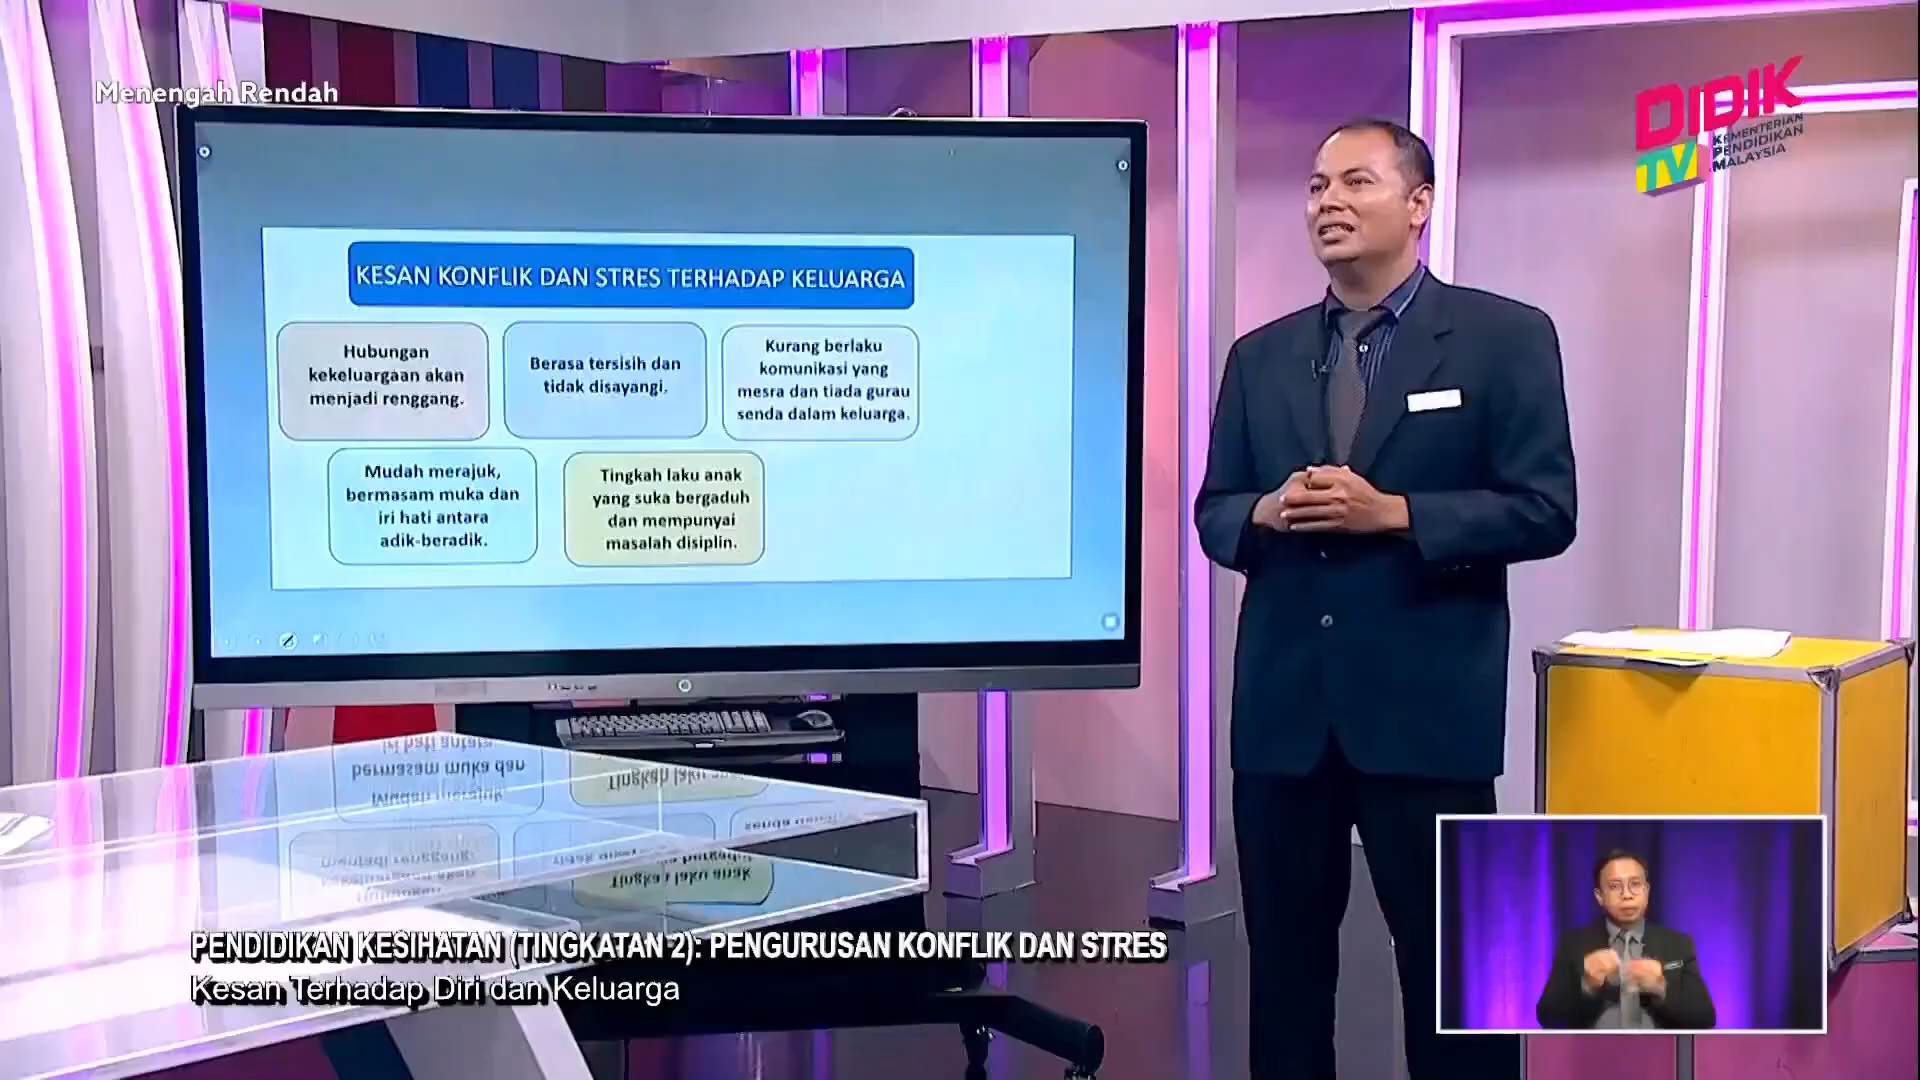 Menengah Rendah
DIDIK
TV
KEMENTERIAN
PENDIDIKAN
MALAYSIA
KESAN KONFLIK DAN STRES TERHADAP KELUARGA
Hubungan
kekeluargaan akan
menjadi renggang.
Berasa tersisih dan
tidak disayangi.
Kurang berlaku
komunikasi yang
mesra dan tiada gurau
senda dalam keluarga.
Mudah merajuk,
bermasam muka dan
iri hati antara
adik-beradik.
Tingkah laku anak
yang suka bergaduh
dan mempunyai
masalah disiplin.
PENDIDIKAN KESIHATAN (TINGKATAN 2): PENGURUSAN KONFLIK DAN STRES
Kesan Terhadap Diri dan Keluarga